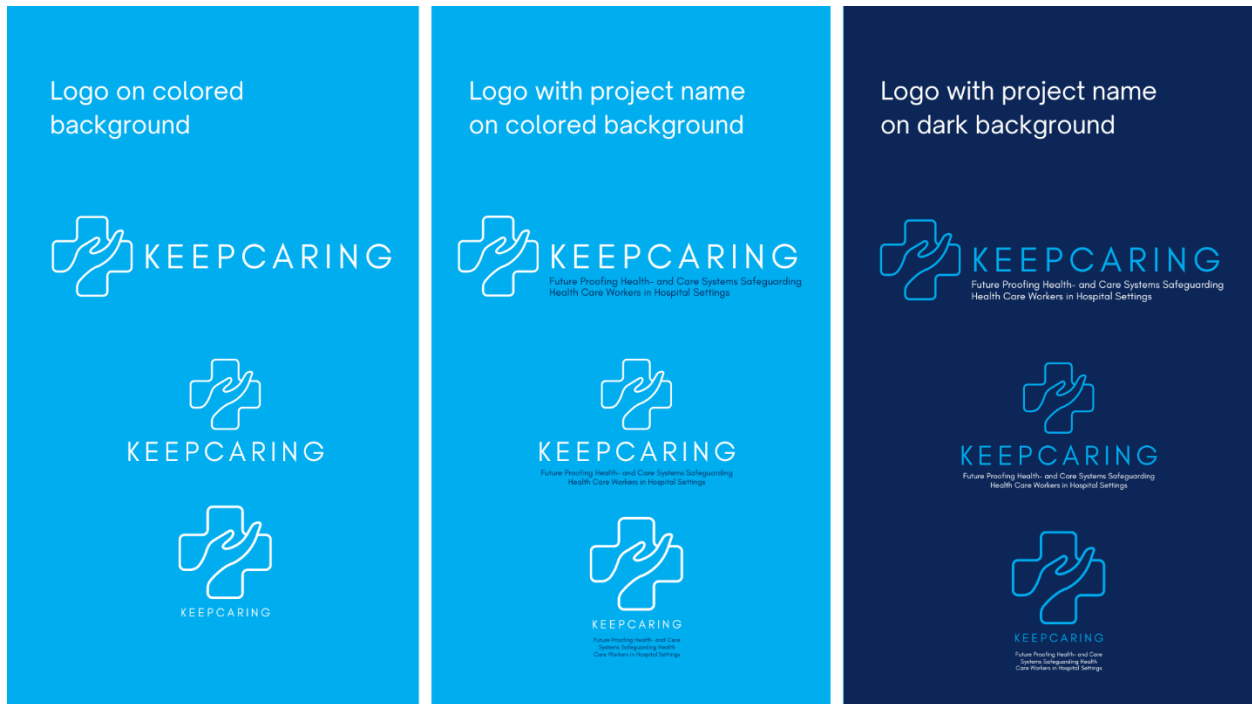 Logo on colored
background
KEEPCARING
KEEPCARING
KEEPCARING
Logo with project name
on colored background
KEEPCARING
Future Proofing Health- and Care Systems Safeguarding
Health Care Workers in Hospital Settings
KEEPCARING
Future Proofing Health- and Care Systems Safeguarding
Health Care Workers in Hospital Settings
KEEPCARING
Future Proofing Health- and Care
Systems Safeguarding Health
Care Workers in Hospital Settings
Logo with project name
on dark background
KEEPCARING
Future Proofing Health- and Care Systems Safeguarding
Health Care Workers in Hospital Settings
KEEPCARING
Future Proofing Health- and Care Systems Safeguarding
Health Care Workers in Hospital Settings
KEEPCARING
Future Proofing Health- and Care
Systems Safeguarding Health
Care Workers in Hospital Settings